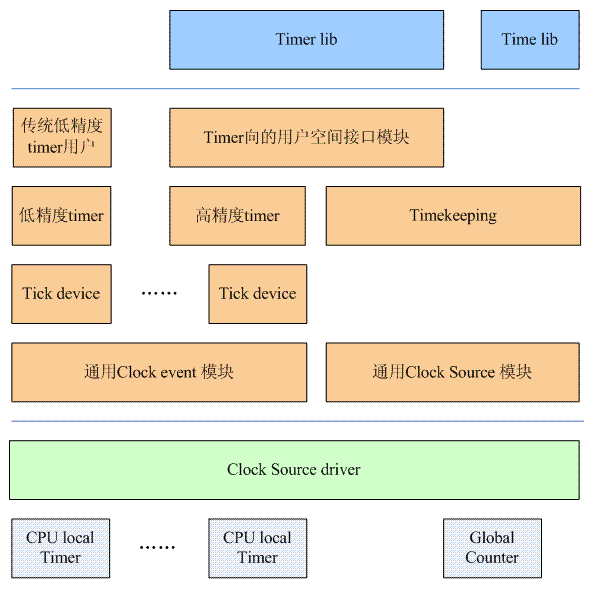 Timer lib
Time lib
传统低精度
timer用户
Timer向的用户空间接口模块
低精度timer
高精度timer
Timekeeping
Tick device
……
Tick device
通用Clock event 模块
通用Clock Source 模块
Clock Source driver
CPU local
Timer
……
CPU local
Timer
Global
Counter